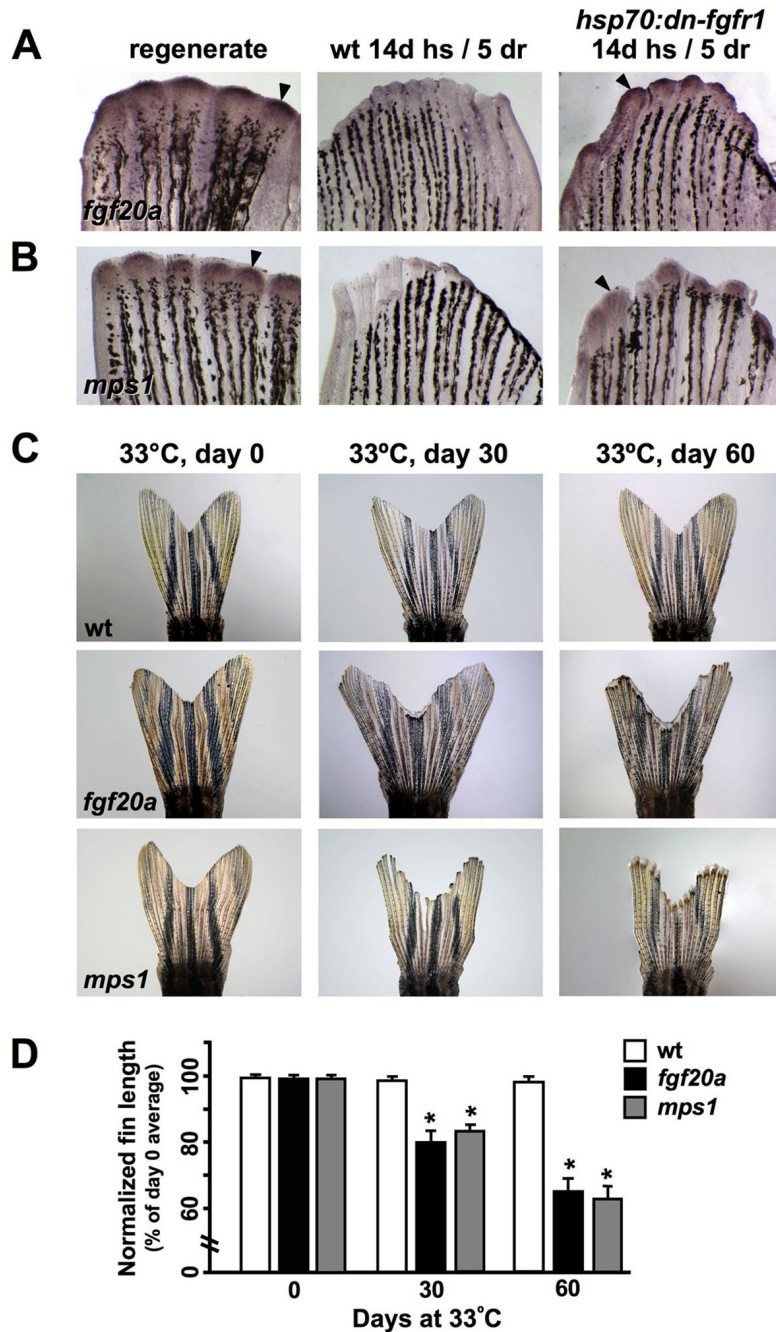 A
regenerate
wt 14d hs / 5 dr
hsp70:dn-fgfr1
14d hs / 5 dr
fgf20a
B
mps1
C
33°C, day 0
33ºC, day 30
33ºC, day 60
wt
fgf20a
mps1
D
Normalized fin length
(% of day 0 average)
100
80
60
0
* *
* *
wt
fgf20a
mps1
0 30 60
Days at 33°C